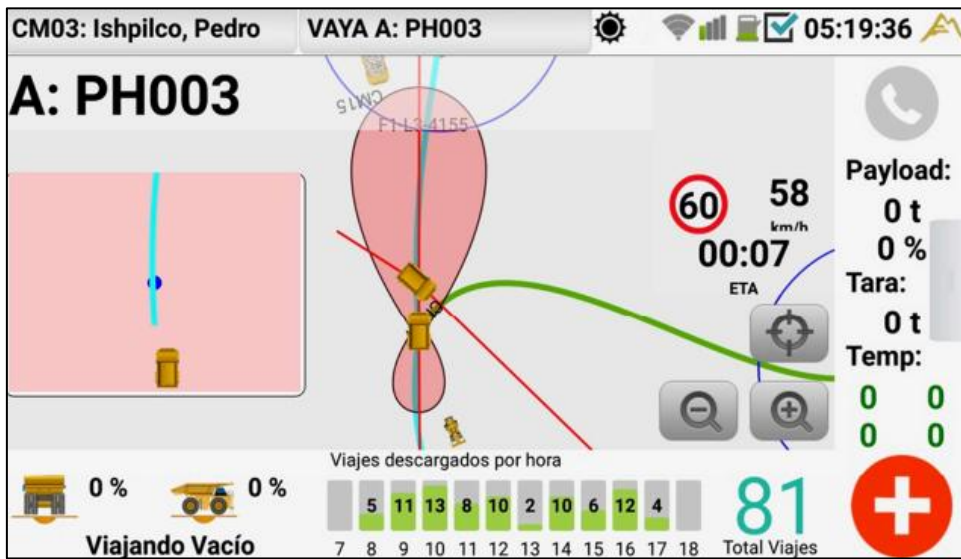 CM03: Ishpilco, Pedro
VAYA A: PH003
05:19:36
A: PH003
CM15
F1-L3-4155
60
58
km/h
00:07
ETA
Payload:
0 t
0 %
Tara:
0 t
Temp:
0 0
0 0
0 %
0 %
Viajando Vacío
Viajes descargados por hora
5 11 13 8 10 2 10 6 12 4
7 8 9 10 11 12 13 14 15 16 17 18
81
Total Viajes